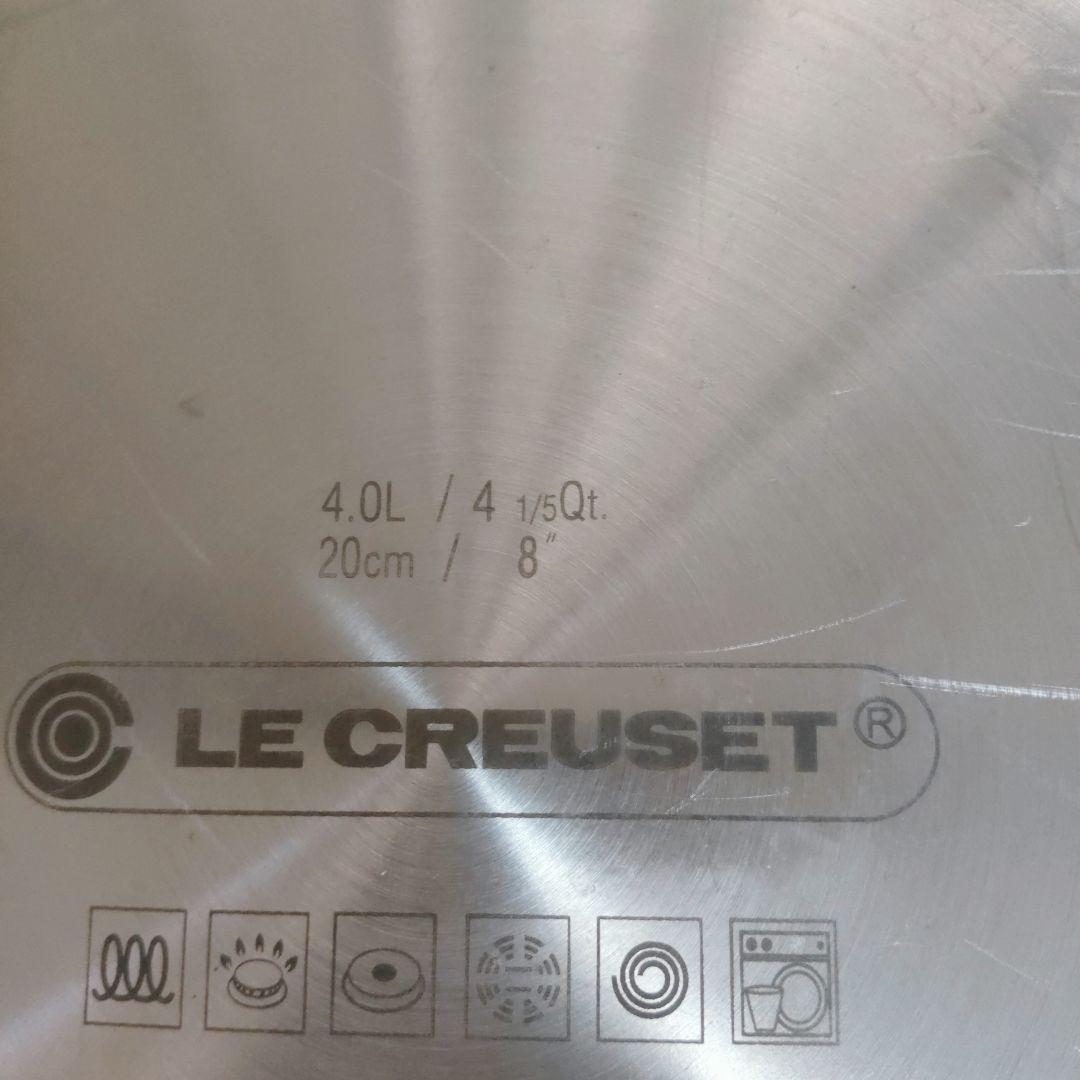 4.0L / 4 1/5Qt.
20cm / 8"
LE CREUSET ®